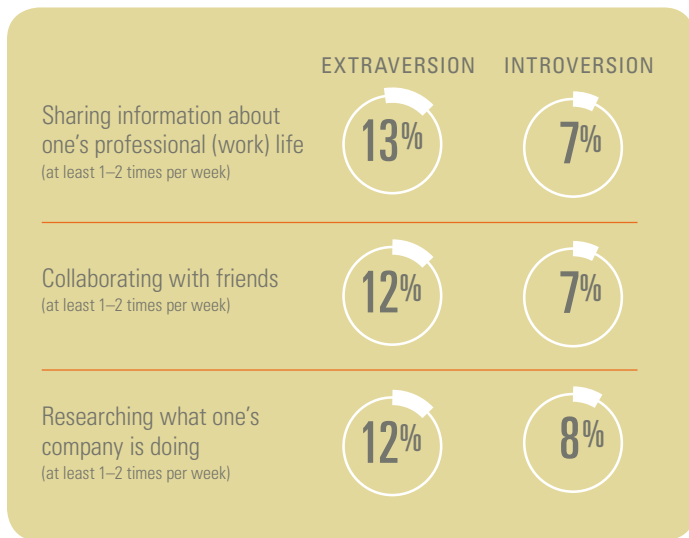 EXTRAVERSION INTROVERSION
Sharing information about
one's professional (work) life
(at least 1–2 times per week)
13% 7%
Collaborating with friends
(at least 1–2 times per week)
12% 7%
Researching what one's
company is doing
(at least 1–2 times per week)
12% 8%